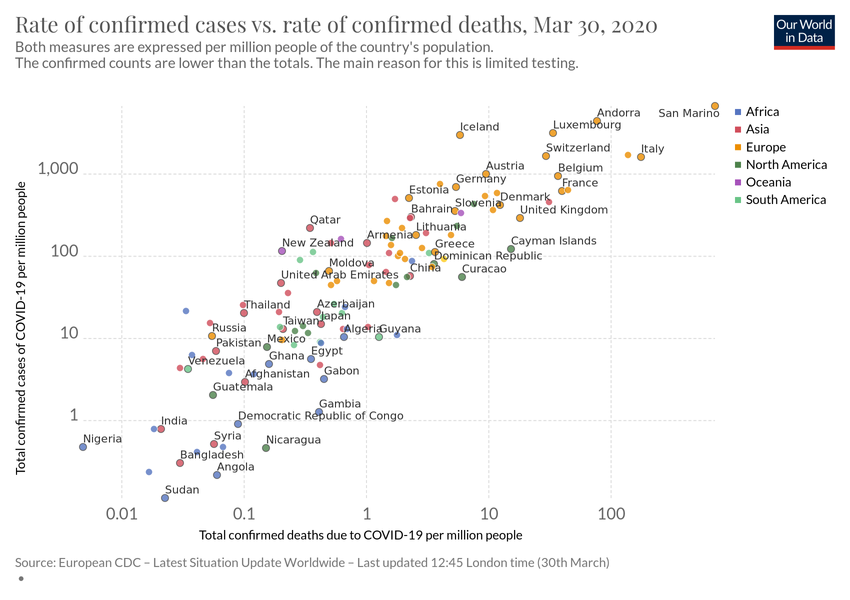 Rate of confirmed cases vs. rate of confirmed deaths, Mar 30, 2020
Both measures are expressed per million people of the country's population.
The confirmed counts are lower than the totals. The main reason for this is limited testing.
Our World
in Data
Total confirmed cases of COVID-19 per million people
1,000
100
10
1
San Marino
Andorra
Luxembourg
Iceland
Switzerland
Italy
Austria
Belgium
Germany
France
Estonia
Slovenia
Denmark
Bahrain
United Kingdom
Qatar
Lithuania
Armenia
New Zealand
Greece
Cayman Islands
Dominican Republic
Moldova
China
Curacao
United Arab Emirates
Thailand
Azerbaijan
Japan
Taiwan
Russia
Algeria
Guyana
Mexico
Pakistan
Ghana
Egypt
Venezuela
Afghanistan
Gabon
Guatemala
Gambia
Democratic Republic of Congo
India
Nigeria
Syria
Nicaragua
Bangladesh
Angola
Sudan
0.01
0.1
1
10
100
Total confirmed deaths due to COVID-19 per million people
Africa
Asia
Europe
North America
Oceania
South America
Source: European CDC – Latest Situation Update Worldwide – Last updated 12:45 London time (30th March)